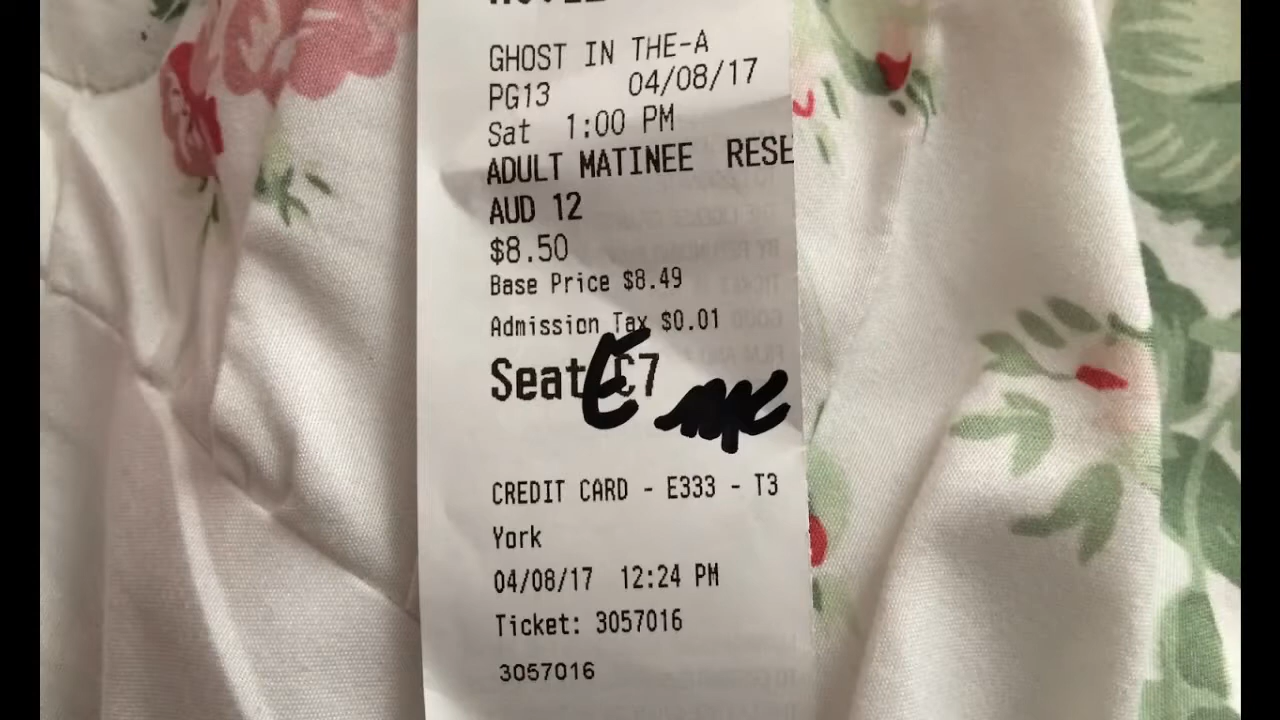 GHOST IN THE-A
PG13 04/08/17
Sat 1:00 PM
ADULT MATINEE RESE
AUD 12
$8.50
Base Price $8.49
Admission Tax $0.01
Seat C7
E
CREDIT CARD - E333 - T3
York
04/08/17 12:24 PM
Ticket: 3057016
3057016